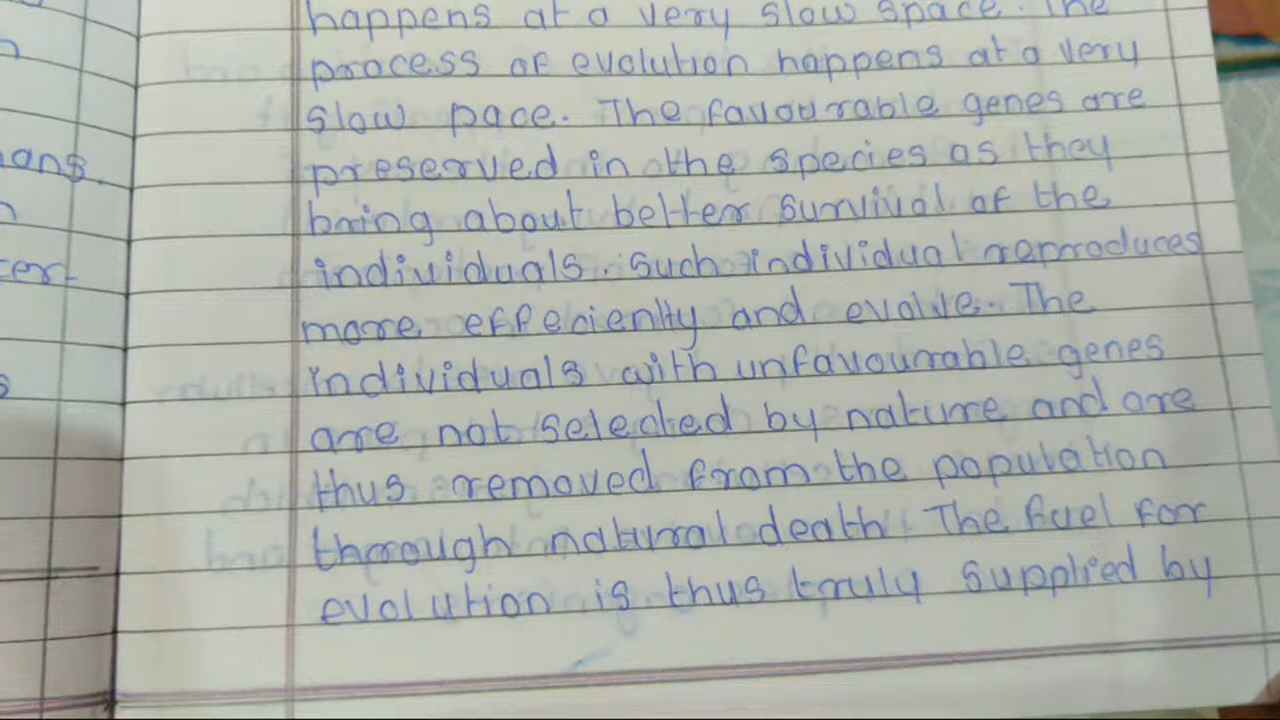 happens at a very slow space. The
process of evolution happens at a very
slow pace. The favourable genes are
preserved in the species as they
bring about better survival of the
individuals. Such individual reproduces
more effecienlty and evolve. The
individuals with unfavourable genes
are not selected by nature and are
thus removed from the population
thorough natural death. The fuel for
evolution is thus truly supplied by